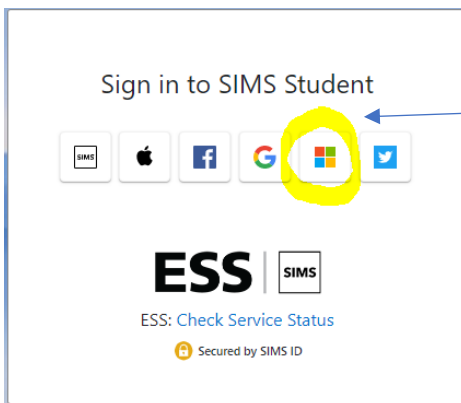 Sign in to SIMS Student
SIMS
ESS SIMS
ESS: Check Service Status
Secured by SIMS ID